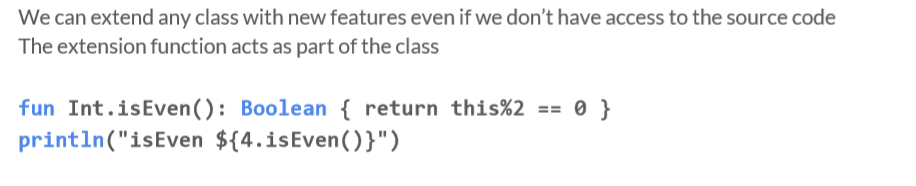 We can extend any class with new features even if we don’t have access to the source code
The extension function acts as part of the class
fun Int.isEven(): Boolean { return this%2 == 0 }
println("isEven ${4.isEven()}")